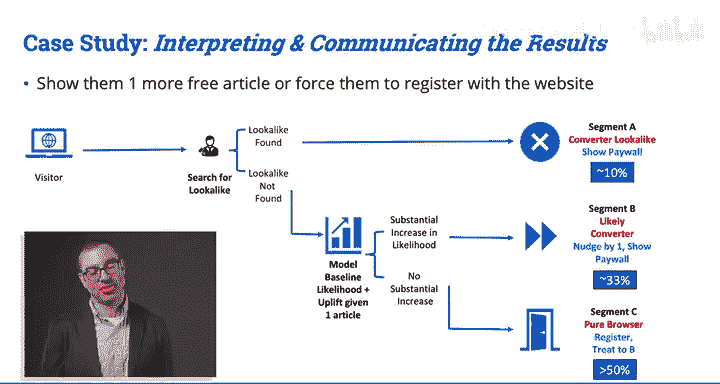 Case Study: Interpreting & Communicating the Results
• Show them 1 more free article or force them to register with the website
Visitor
Search for
Lookalike
Lookalike
Found
Lookalike
Not
Found
Model
Baseline
Likelihood +
Uplift given
1 article
Substantial
Increase in
Likelihood
No
Substantial
Increase
Segment A
Converter Lookalike
Show Paywall
~10%
Segment B
Likely
Converter
Nudge by 1, Show
Paywall
~33%
Segment C
Pure Browser
Register,
Treat to B
>50%